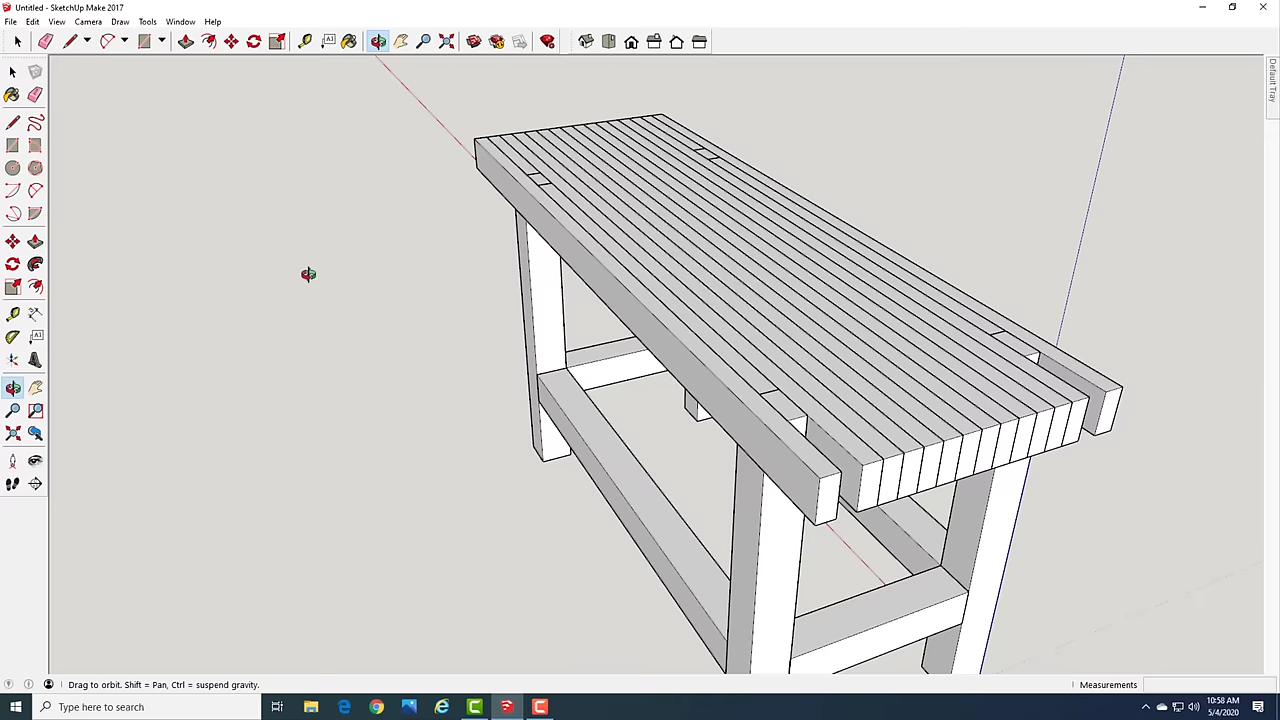 Untitled - SketchUp Make 2017
File Edit View Camera Draw Tools Window Help
Default Tray
Drag to orbit. Shift = Pan, Ctrl = suspend gravity.
Measurements
Type here to search
10:58 AM
5/4/2020